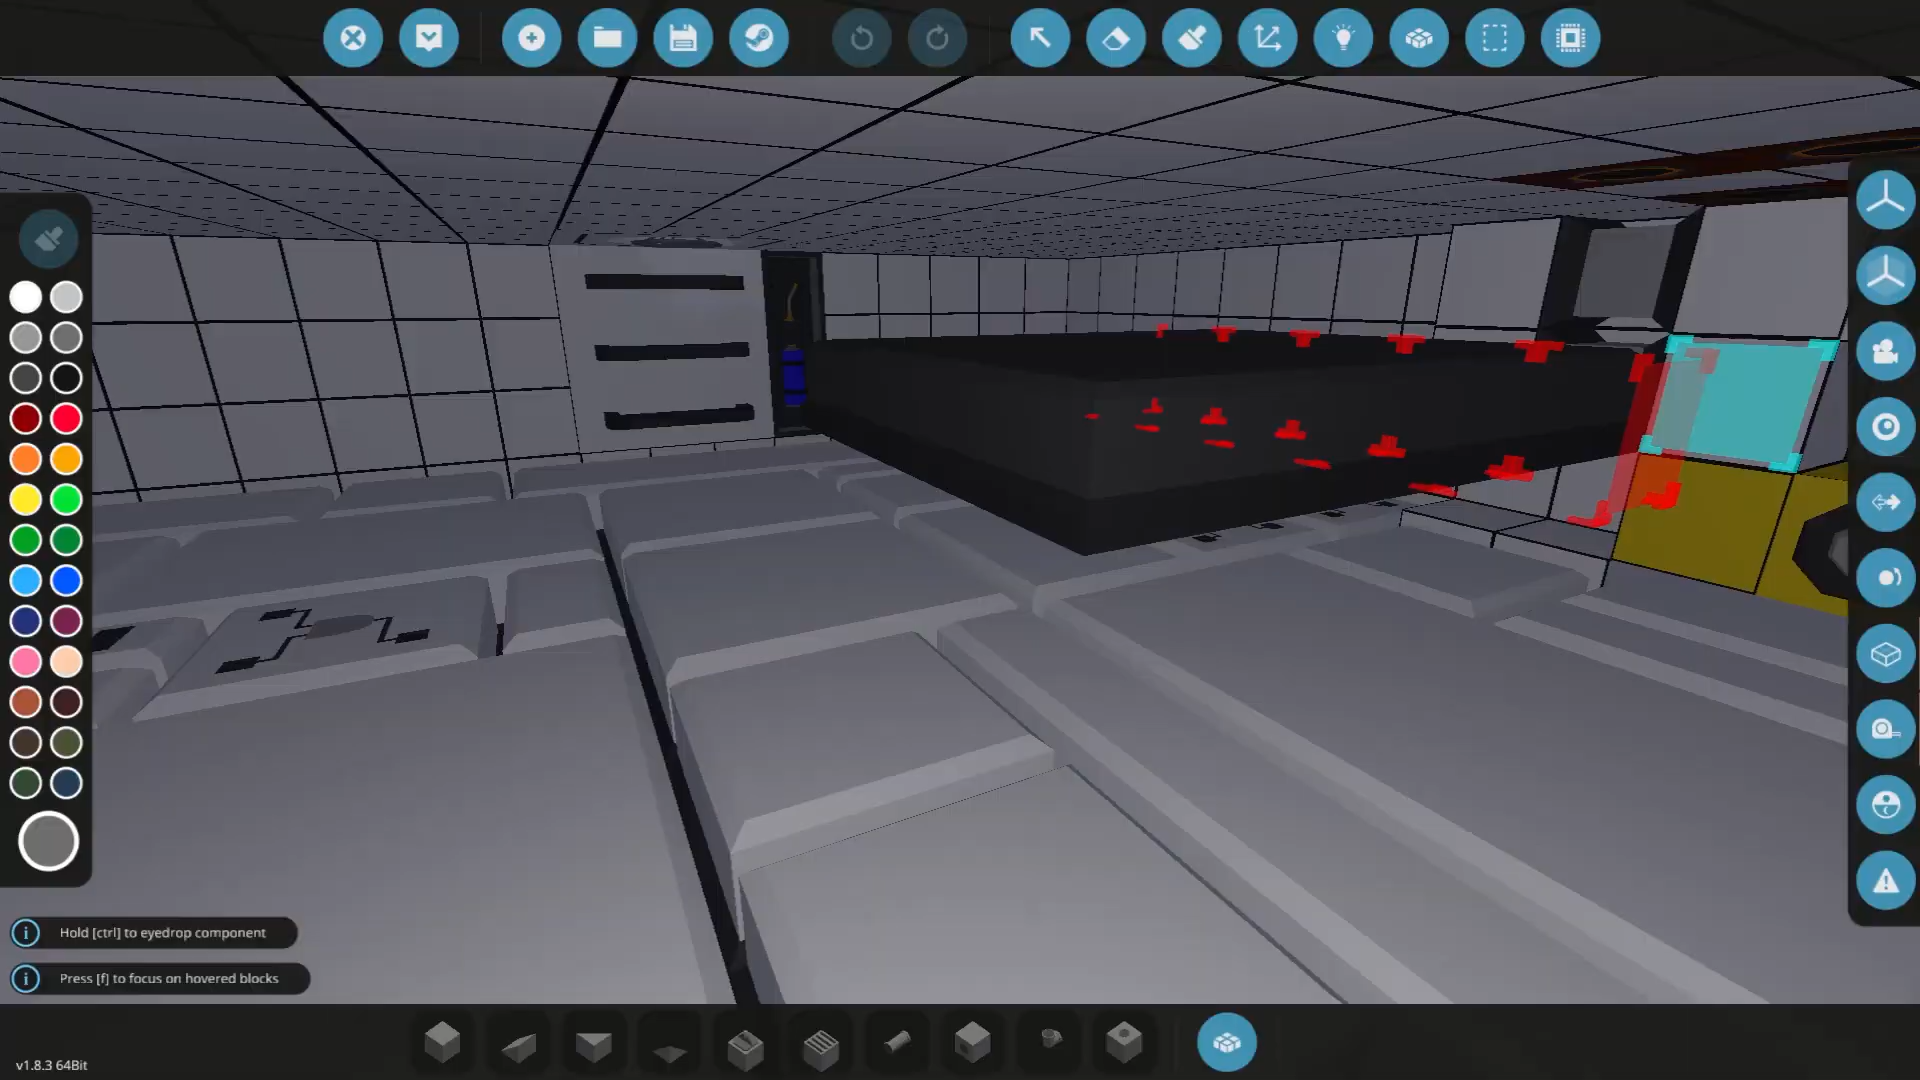 Hold [ctrl] to eyedrop component
Press [f] to focus on hovered blocks
v1.8.3 64Bit